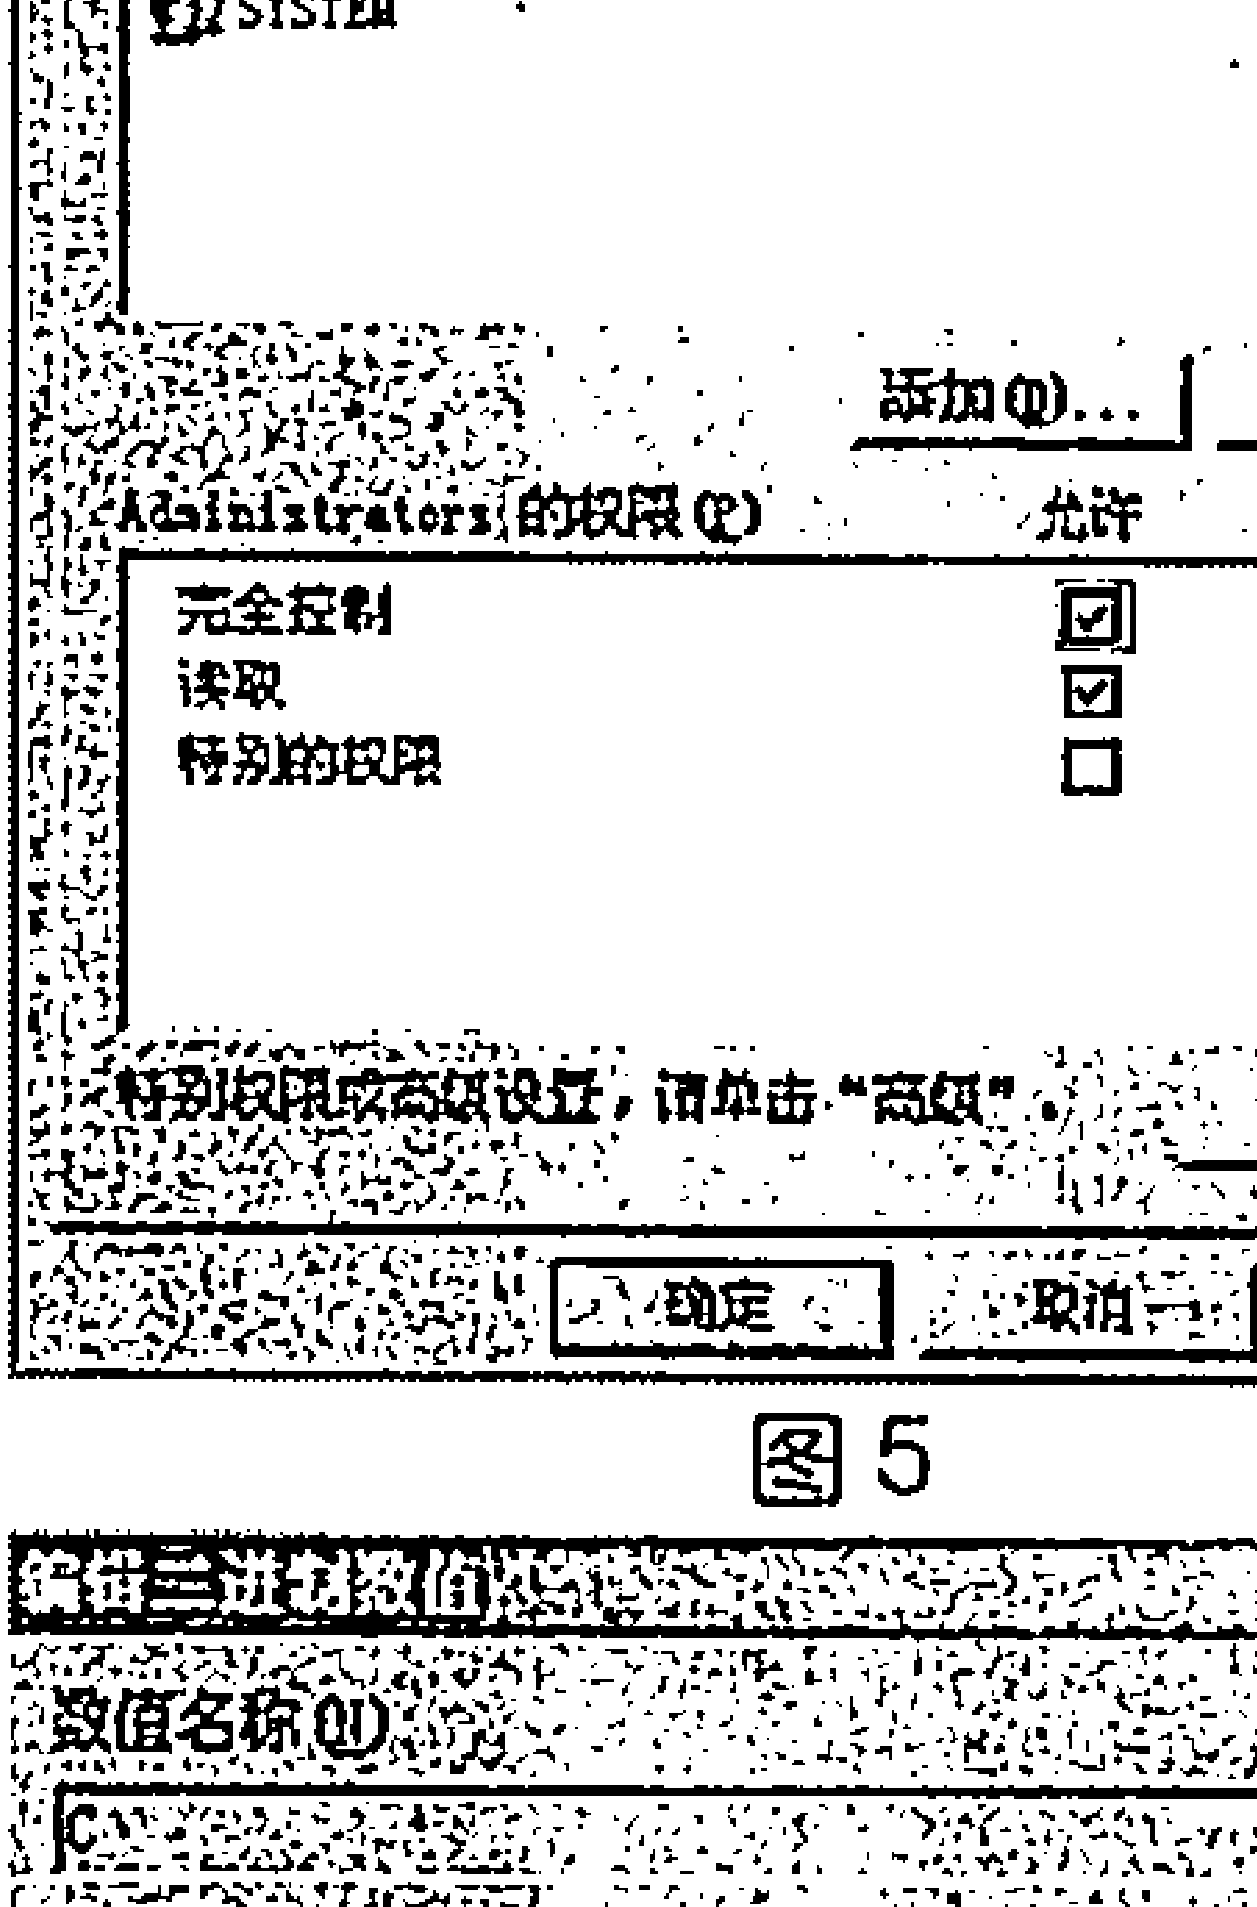 SYSTEM
添加(D)...
Administrators 的权限(P) 允许
完全控制
读取
特别的权限
特别权限或高级设置，请单击“高级”。
确定 取消
图 5
编辑二进制数值
数值名称(N)
C